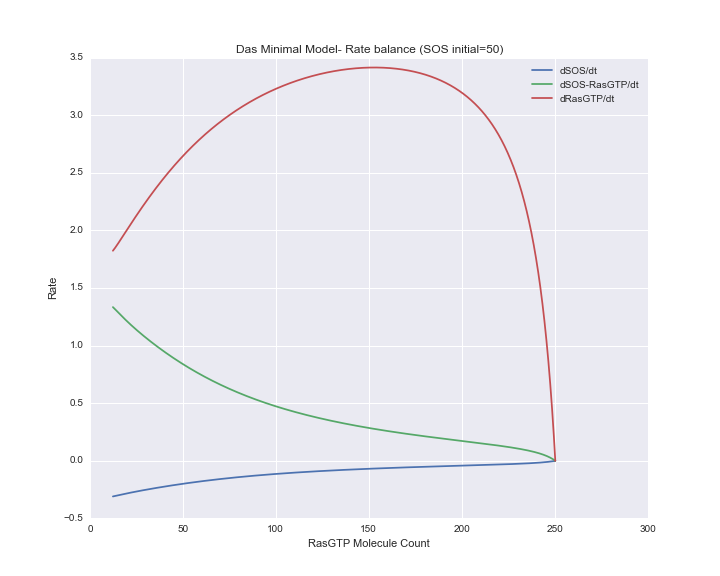 Das Minimal Model- Rate balance (SOS initial=50)
3.5
3.0
2.5
2.0
1.5
1.0
0.5
0.0
−0.5
Rate
dSOS/dt
dSOS-RasGTP/dt
dRasGTP/dt
0 50 100 150 200 250 300
RasGTP Molecule Count